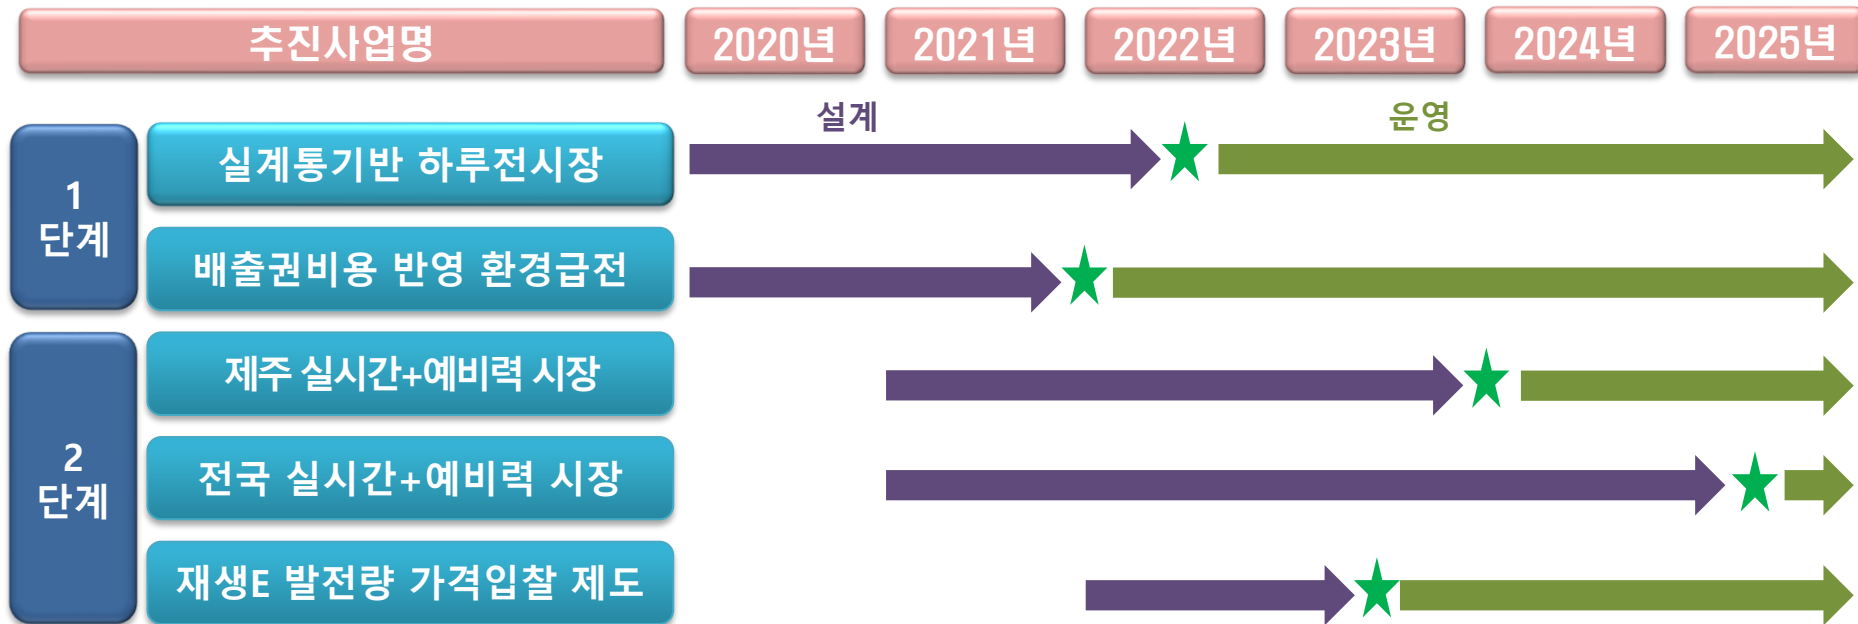 추진사업명 2020년 2021년 2022년 2023년 2024년 2025년
설계 운영
1
단계
실계통기반 하루전시장
배출권비용 반영 환경급전
2
단계
제주 실시간+예비력 시장
전국 실시간+예비력 시장
재생E 발전량 가격입찰 제도